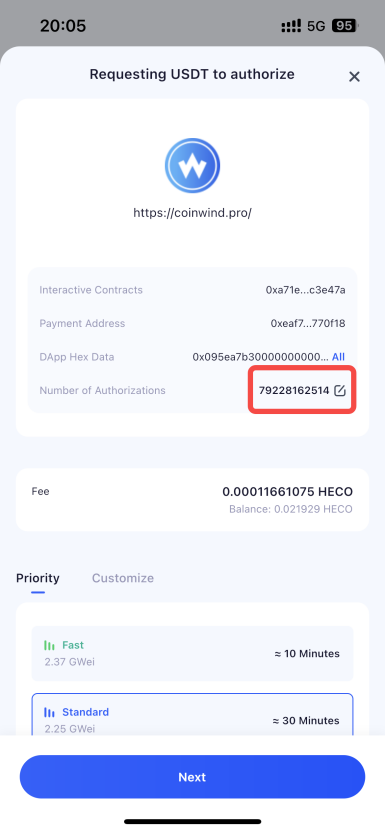 20:05
5G 95
Requesting USDT to authorize
https://coinwind.pro/
Interactive Contracts 0xa71e...c3e47a
Payment Address 0xeaf7...770f18
DApp Hex Data 0x095ea7b30000000000... All
Number of Authorizations 79228162514
Fee 0.00011661075 HECO
Balance: 0.021929 HECO
Priority Customize
Fast
2.37 GWei ≈ 10 Minutes
Standard
2.25 GWei ≈ 30 Minutes
Next